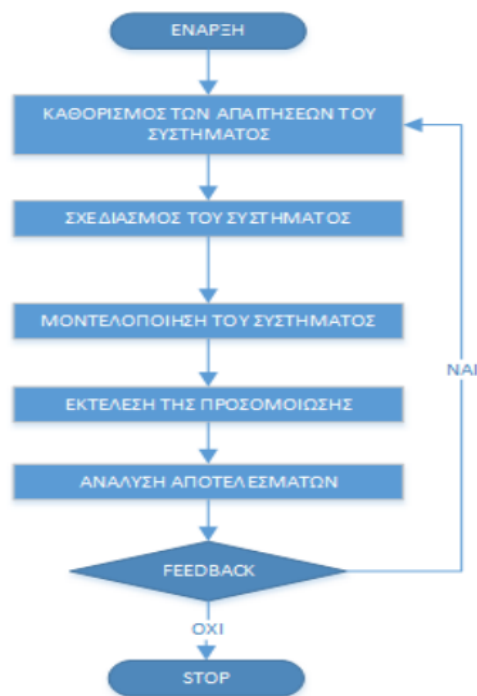 ΕΝΑΡΞΗ
ΚΑΘΟΡΙΣΜΟΣ ΤΩΝ ΑΠΑΙΤΗΣΕΩΝ ΤΟΥ
ΣΥΣΤΗΜΑΤΟΣ
ΣΧΕΔΙΑΣΜΟΣ ΤΟΥ ΣΥΣΤΗΜΑΤΟΣ
ΜΟΝΤΕΛΟΠΟΙΗΣΗ ΤΟΥ ΣΥΣΤΗΜΑΤΟΣ
ΝΑΙ
ΕΚΤΕΛΕΣΗ ΤΗΣ ΠΡΟΣΟΜΟΙΩΣΗΣ
ΑΝΑΛΥΣΗ ΑΠΟΤΕΛΕΣΜΑΤΩΝ
FEEDBACK
ΟΧΙ
STOP